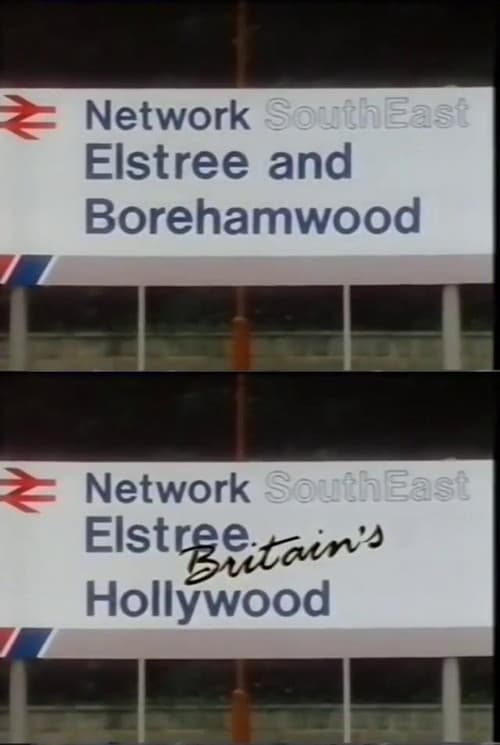 Network SouthEast
Elstree and
Borehamwood
Network SouthEast
Elstree.
Britain's
Hollywood